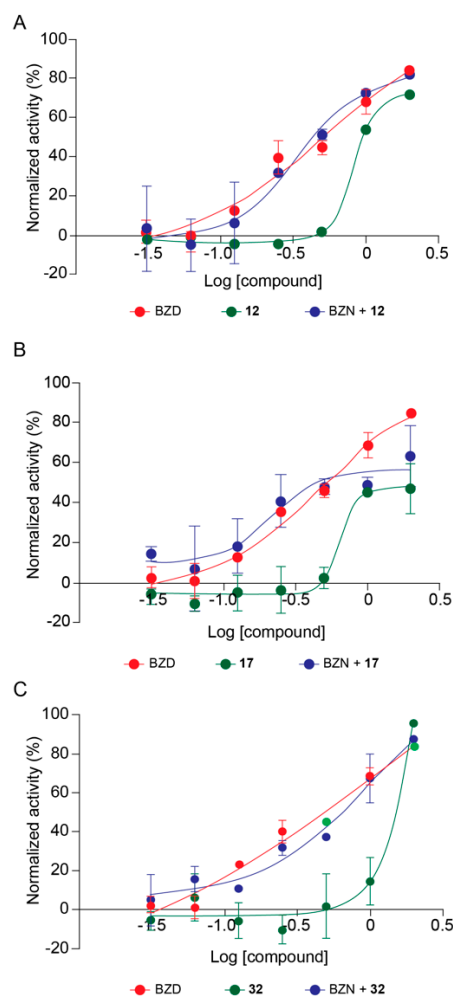 A
Normalized activity (%)
100
80
60
40
20
0
-20
-1.5 -1.0 -0.5 0 0.5
Log [compound]
BZD 12 BZN + 12
B
Normalized activity (%)
100
80
60
40
20
0
-20
-1.5 -1.0 -0.5 0 0.5
Log [compound]
BZD 17 BZN + 17
C
Normalized activity (%)
100
80
60
40
20
0
-20
-1.5 -1.0 -0.5 0 0.5
Log [compound]
BZD 32 BZN + 32